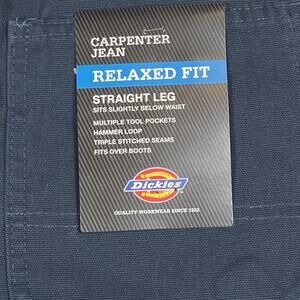 CARPENTER
JEAN
RELAXED FIT
STRAIGHT LEG
SITS SLIGHTLY BELOW WAIST
MULTIPLE TOOL POCKETS
HAMMER LOOP
TRIPLE STITCHED SEAMS
FITS OVER BOOTS
Dickies
QUALITY WORKWEAR SINCE 1922